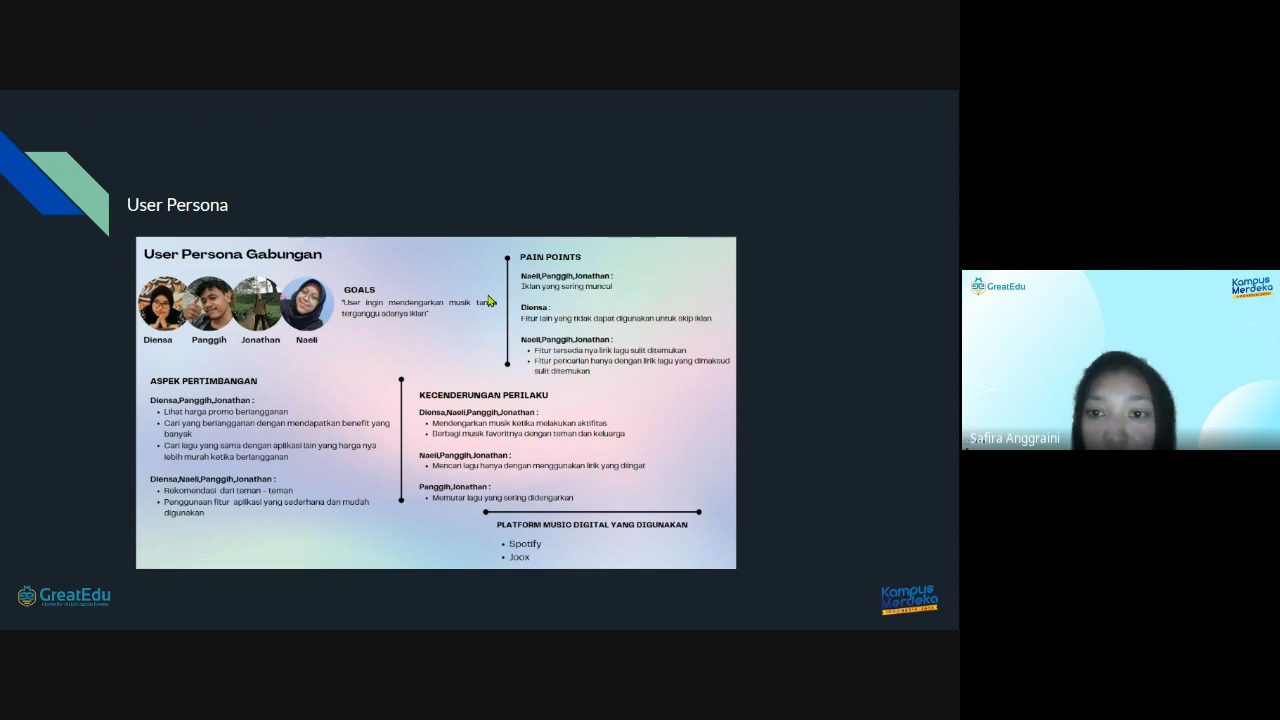 User Persona
User Persona Gabungan
Diensa
Panggih
Jonathan
Naeli
GOALS
"User ingin mendengarkan musik tanpa
terganggu adanya iklan"
PAIN POINTS
Naeli,Panggih,Jonathan :
Iklan yang sering muncul
Diensa :
Fitur lain yang tidak dapat digunakan untuk skip iklan
Naeli,Panggih,Jonathan :
• Fitur tersedia nya lirik lagu sulit ditemukan
• Fitur pencarian hanya dengan lirik lagu yang dimaksud
sulit ditemukan
ASPEK PERTIMBANGAN
Diensa,Panggih,Jonathan :
• Lihat harga promo berlangganan
• Cari yang berlangganan dengan mendapatkan benefit yang
banyak
• Cari lagu yang sama dengan aplikasi lain yang harga nya
lebih murah ketika berlangganan
Diensa,Naeli,Panggih,Jonathan :
• Rekomendasi dari teman - teman
• Penggunaan fitur aplikasi yang sederhana dan mudah
digunakan
KECENDERUNGAN PERILAKU
Diensa,Naeli,Panggih,Jonathan :
• Mendengarkan musik ketika melakukan aktifitas
• Berbagi musik favoritnya dengan teman dan keluarga
Naeli,Panggih,Jonathan :
• Mencari lagu hanya dengan menggunakan lirik yang diingat
Panggih,Jonathan :
• Memutar lagu yang sering didengarkan
PLATFORM MUSIC DIGITAL YANG DIGUNAKAN
• Spotify
• Joox
GreatEdu
Kampus
Merdeka
INDONESIA JAYA
GreatEdu
Kampus
Merdeka
INDONESIA JAYA
Safira Anggraini